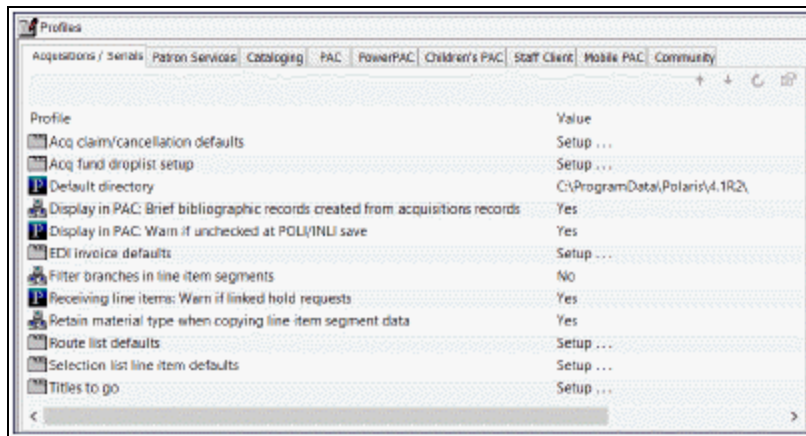 Profiles
Acquisitions / Serials Patron Services Cataloging PAC PowerPAC Children's PAC Staff Client Mobile PAC Community
Profile Value
Acq claim/cancellation defaults Setup ...
Acq fund droplist setup Setup ...
Default directory C:\ProgramData\Polaris\4.1R2\
Display in PAC: Brief bibliographic records created from acquisitions records Yes
Display in PAC: Warn if unchecked at POLI/INLI save Yes
EDI invoice defaults Setup ...
Filter branches in line item segments No
Receiving line items: Warn if linked hold requests Yes
Retain material type when copying line item segment data Yes
Route list defaults Setup ...
Selection list line item defaults Setup ...
Titles to go Setup ...